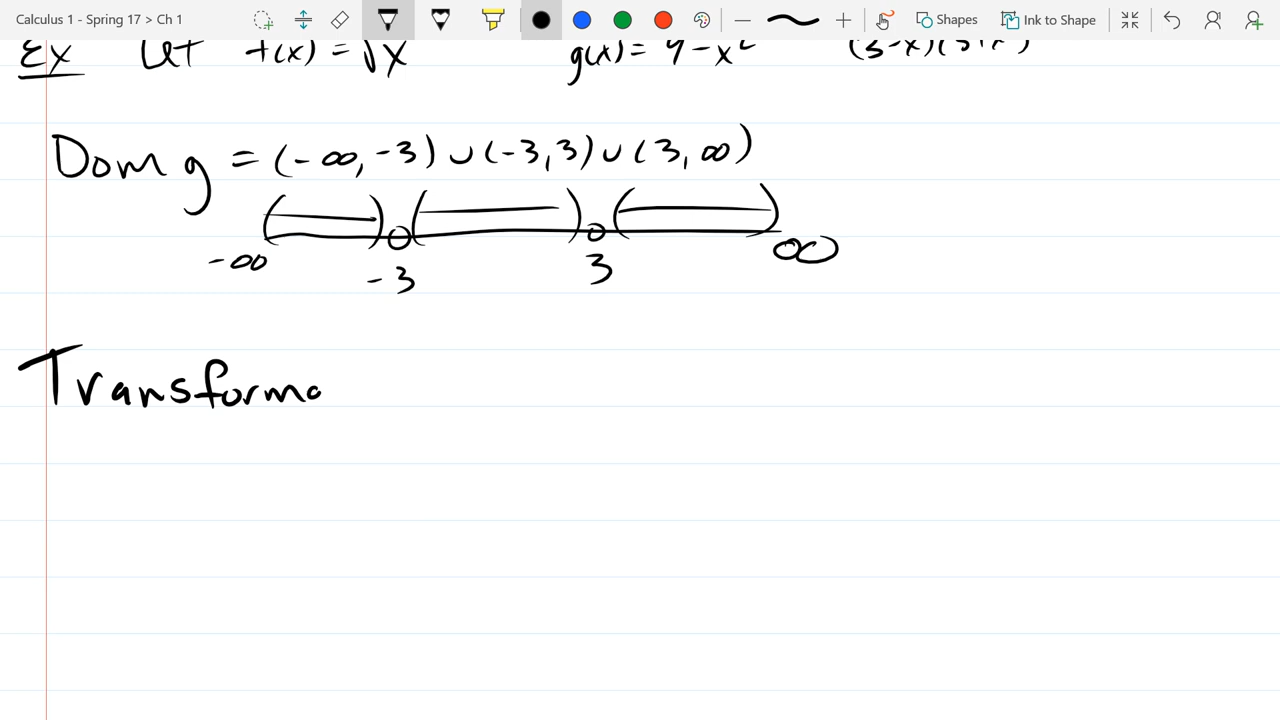 Calculus 1 - Spring 17 > Ch 1
Shapes
Ink to Shape
Ex Let f(x) = √x g(x) = 9 - x² (3-x)(3+x)
Dom g = (-∞, -3) ∪ (-3, 3) ∪ (3, ∞)
-∞ -3 3 ∞
Transforma